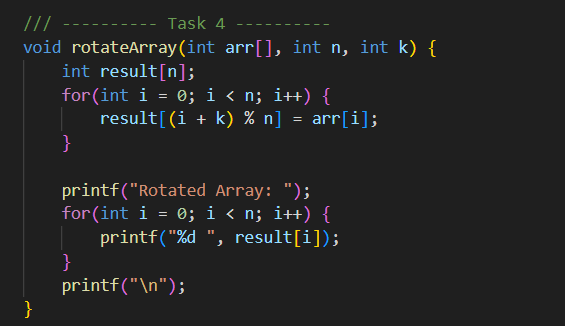 /// ---------- Task 4 ----------
void rotateArray(int arr[], int n, int k) {
    int result[n];
    for(int i = 0; i < n; i++) {
        result[(i + k) % n] = arr[i];
    }

    printf("Rotated Array: ");
    for(int i = 0; i < n; i++) {
        printf("%d ", result[i]);
    }
    printf("\n");
}